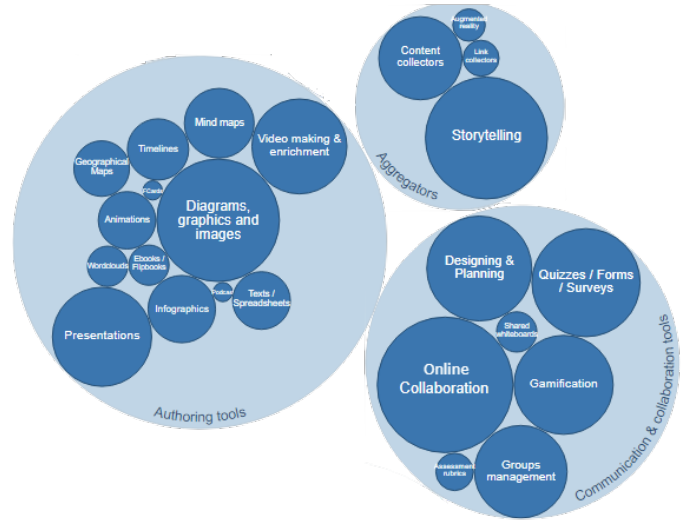 Augmented
reality
Content
collectors
Link
collectors
Storytelling
Aggregators
Mind maps
Video making &
enrichment
Timelines
Geographical
Maps
FCards
Diagrams,
graphics and
images
Animations
Wordclouds
Ebooks /
Flipbooks
Podcas
Texts /
Spreadsheets
Infographics
Presentations
Authoring tools
Designing &
Planning
Quizzes / Forms
/ Surveys
Shared
whiteboards
Online
Collaboration
Gamification
Assessment
rubrics
Groups
management
Communication & collaboration tools